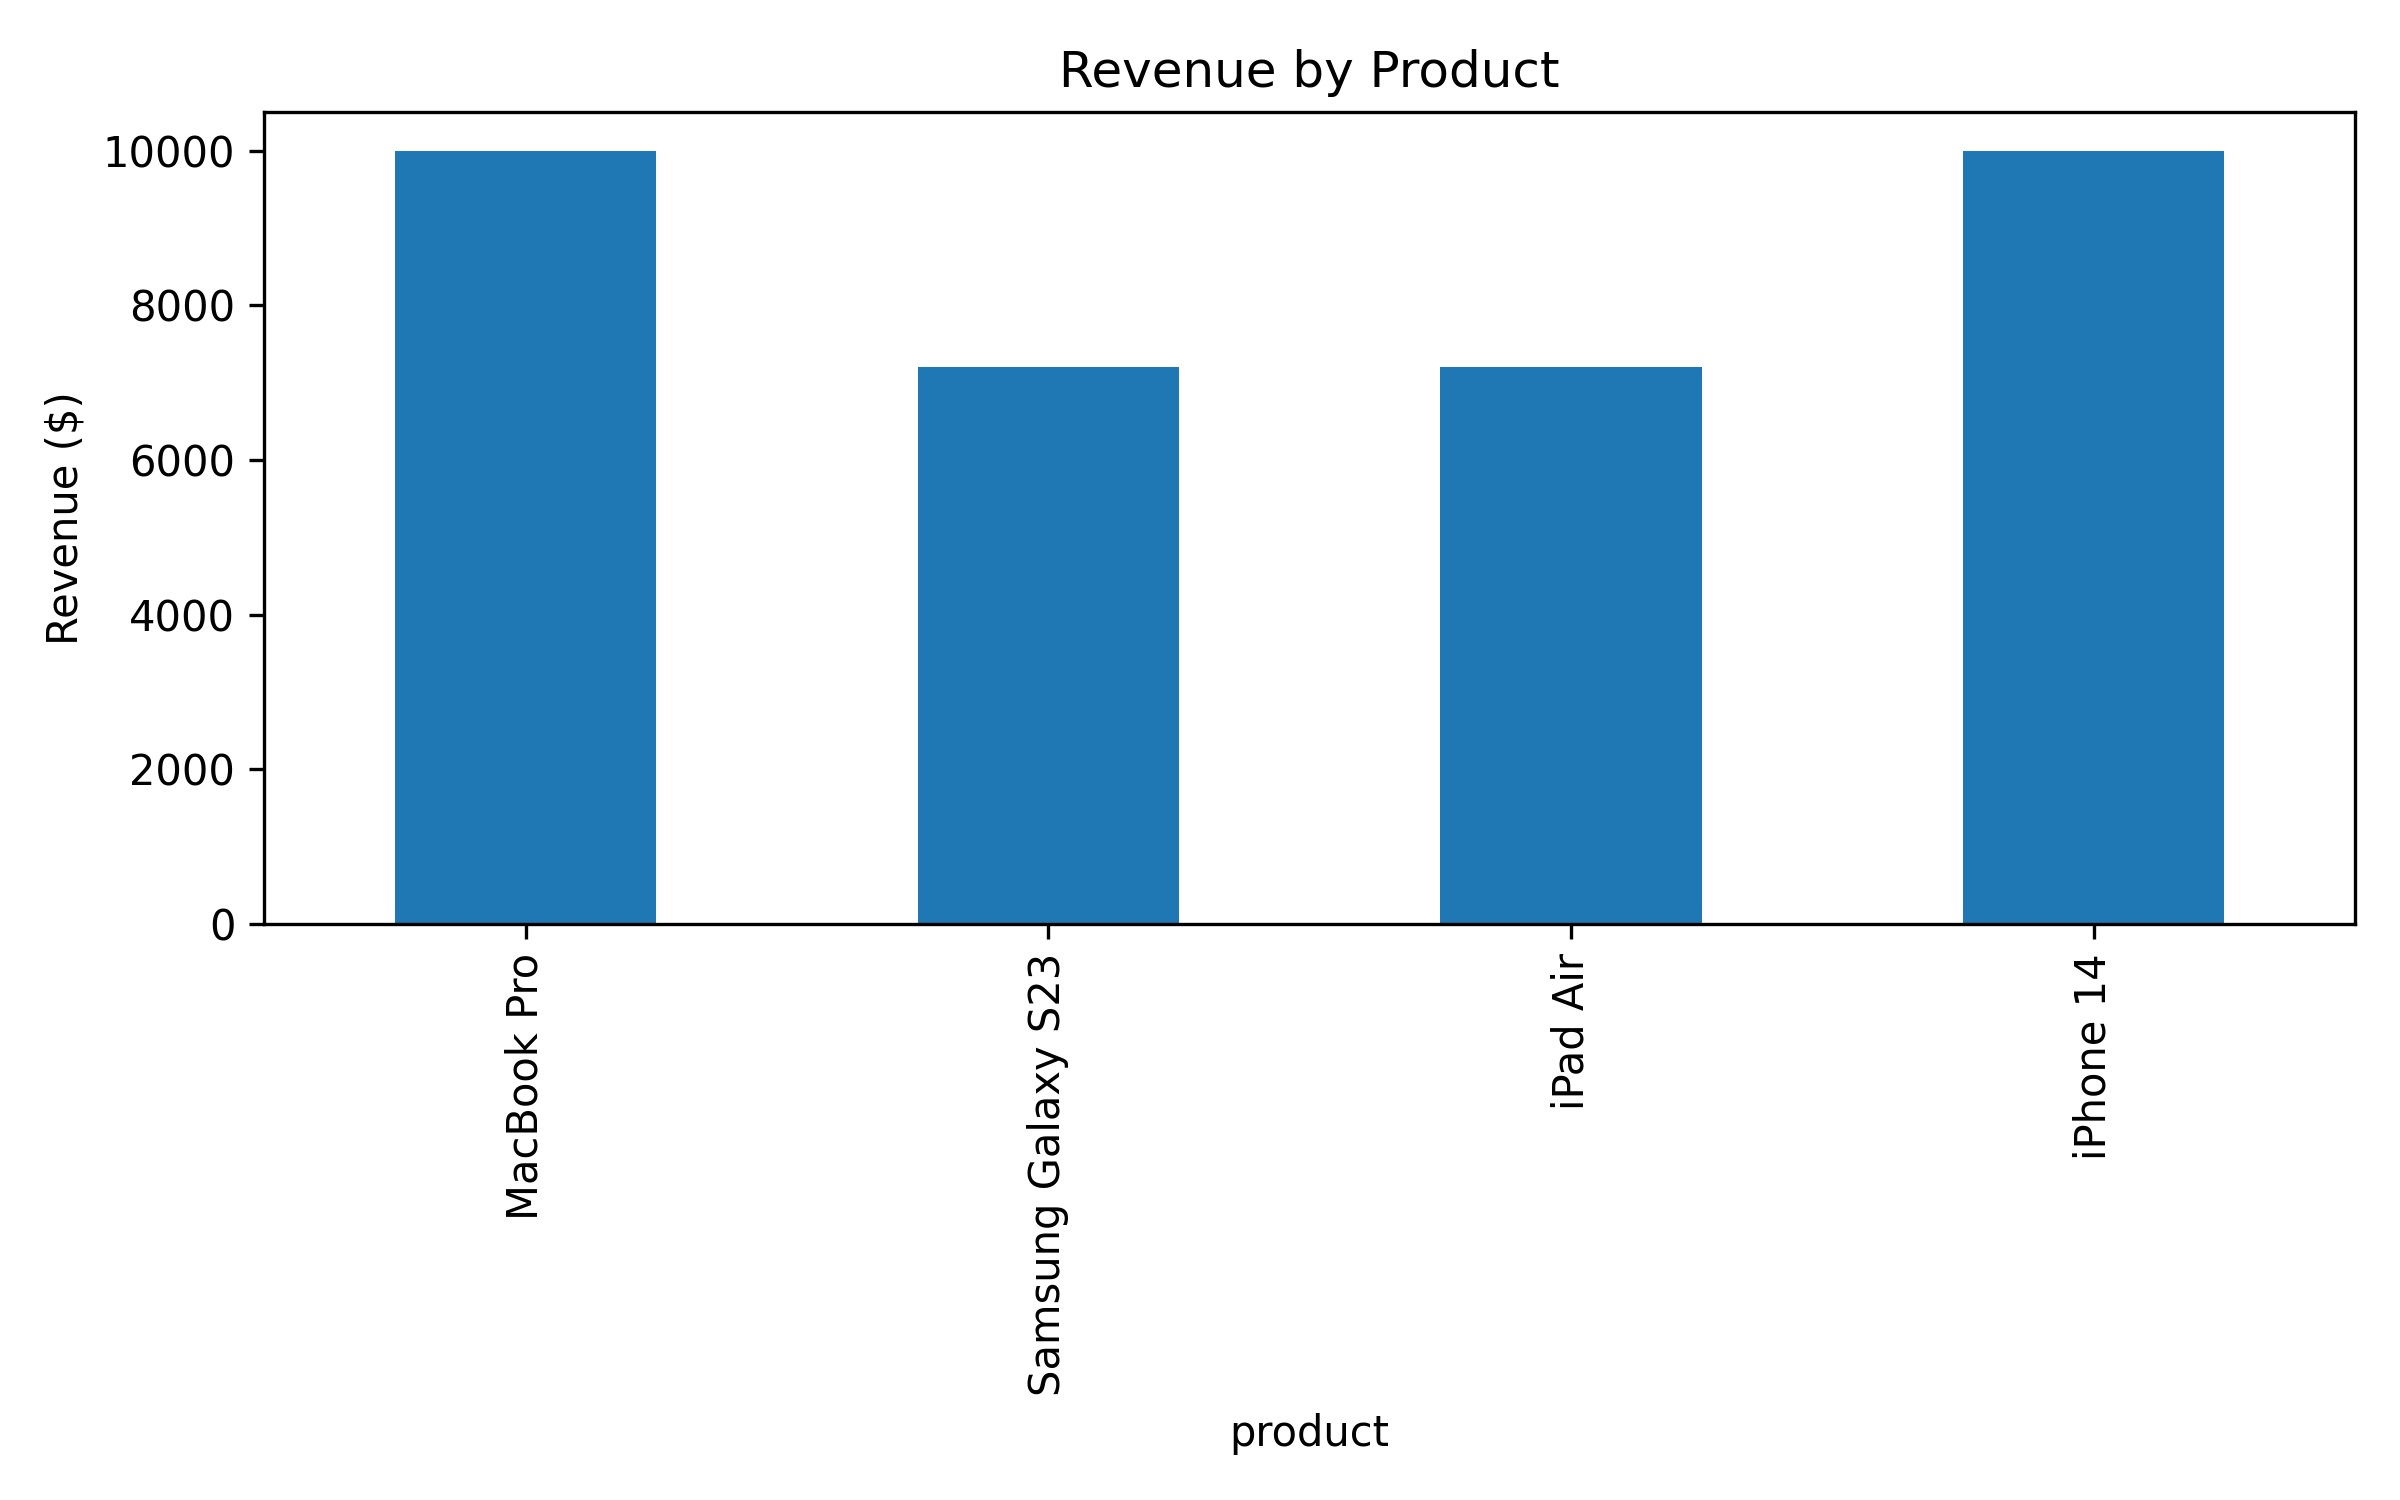 Revenue by Product
Revenue ($)
10000
8000
6000
4000
2000
0
MacBook Pro
Samsung Galaxy S23
iPad Air
iPhone 14
product